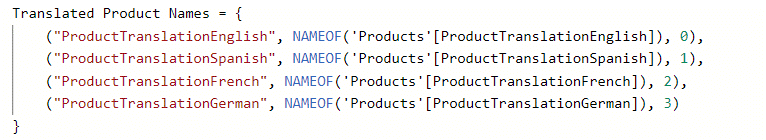 Translated Product Names = {
    ("ProductTranslationEnglish", NAMEOF('Products'[ProductTranslationEnglish]), 0),
    ("ProductTranslationSpanish", NAMEOF('Products'[ProductTranslationSpanish]), 1),
    ("ProductTranslationFrench", NAMEOF('Products'[ProductTranslationFrench]), 2),
    ("ProductTranslationGerman", NAMEOF('Products'[ProductTranslationGerman]), 3)
}